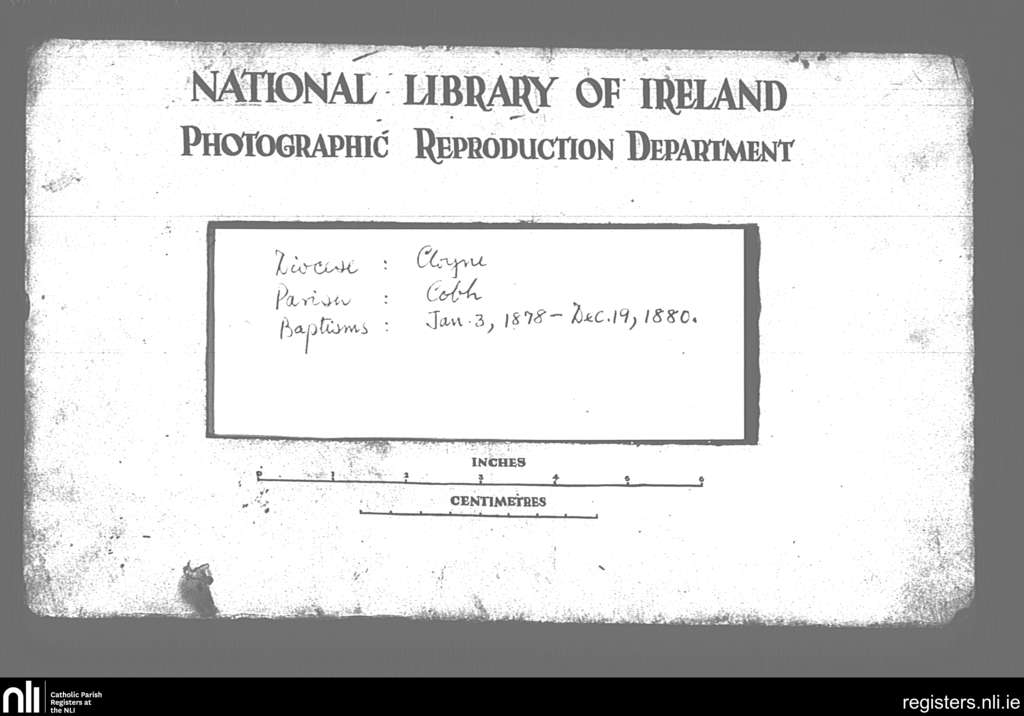 NATIONAL LIBRARY OF IRELAND
PHOTOGRAPHIC REPRODUCTION DEPARTMENT
Diocese : Cloyne
Parish : Cobh
Baptisms : Jan. 3, 1878 – Dec. 19, 1880.
INCHES
0 1 2 3 4 5 6
CENTIMETRES
nli
Catholic Parish
Registers at
the NLI
registers.nli.ie